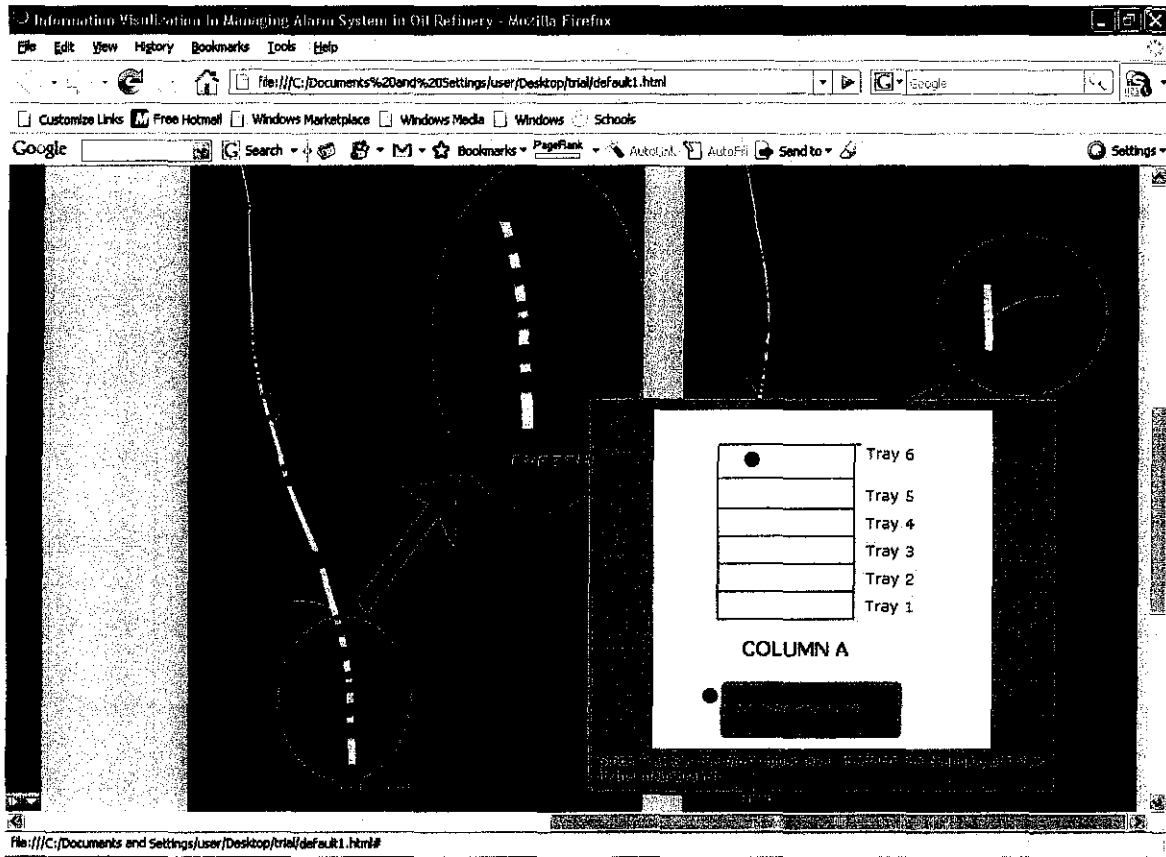 Information Visulization In Managing Alarm System in Oil Refinery - Mozilla Firefox
File Edit View History Bookmarks Tools Help
file:///C:/Documents%20and%20Settings/user/Desktop/trial/default1.html
G Google
Customize Links Free Hotmail Windows Marketplace Windows Media Windows Schools
Google G Search Bookmarks PageRank AutoLink AutoFill Send to Settings
Tray 6
Tray 5
Tray 4
Tray 3
Tray 2
Tray 1
COLUMN A
file:///C:/Documents and Settings/user/Desktop/trial/default1.html#